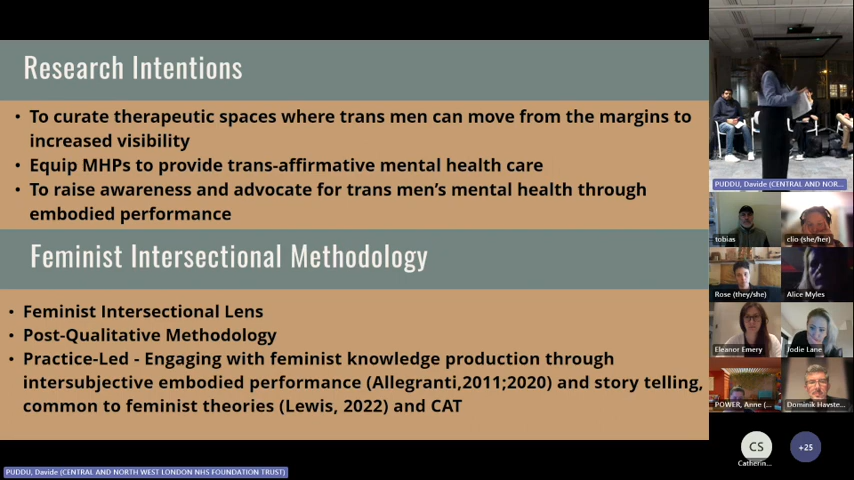 Research Intentions
• To curate therapeutic spaces where trans men can move from the margins to
increased visibility
• Equip MHPs to provide trans-affirmative mental health care
• To raise awareness and advocate for trans men's mental health through
embodied performance
Feminist Intersectional Methodology
• Feminist Intersectional Lens
• Post-Qualitative Methodology
• Practice-Led - Engaging with feminist knowledge production through
intersubjective embodied performance (Allegranti,2011;2020) and story telling,
common to feminist theories (Lewis, 2022) and CAT
PUDDU, Davide (CENTRAL AND NOR...
tobias
clio (she/her)
Rose (they/she)
Alice Myles
Eleanor Emery
Jodie Lane
POWER, Anne (...
Dominik Havste...
CS
Catherin...
+25
PUDDU, Davide (CENTRAL AND NORTH WEST LONDON NHS FOUNDATION TRUST)